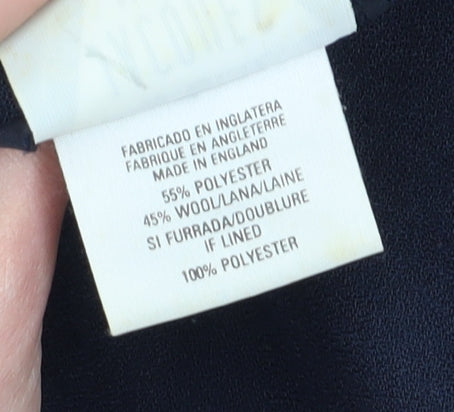 FABRICADO EN INGLATERA
FABRIQUE EN ANGLETERRE
MADE IN ENGLAND
55% POLYESTER
45% WOOL/LANA/LAINE
SI FURRADA/DOUBLURE
IF LINED
100% POLYESTER